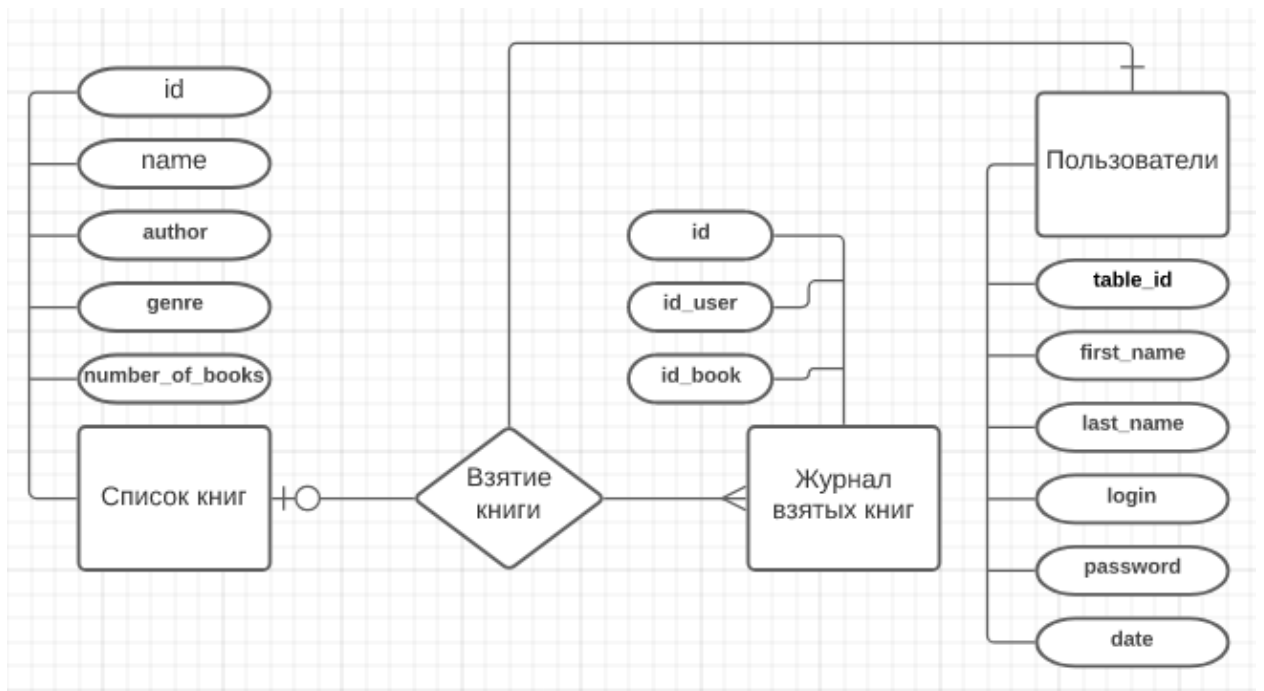 id
name
author
genre
number_of_books
Список книг
Взятие
книги
id
id_user
id_book
Журнал
взятых книг
Пользователи
table_id
first_name
last_name
login
password
date